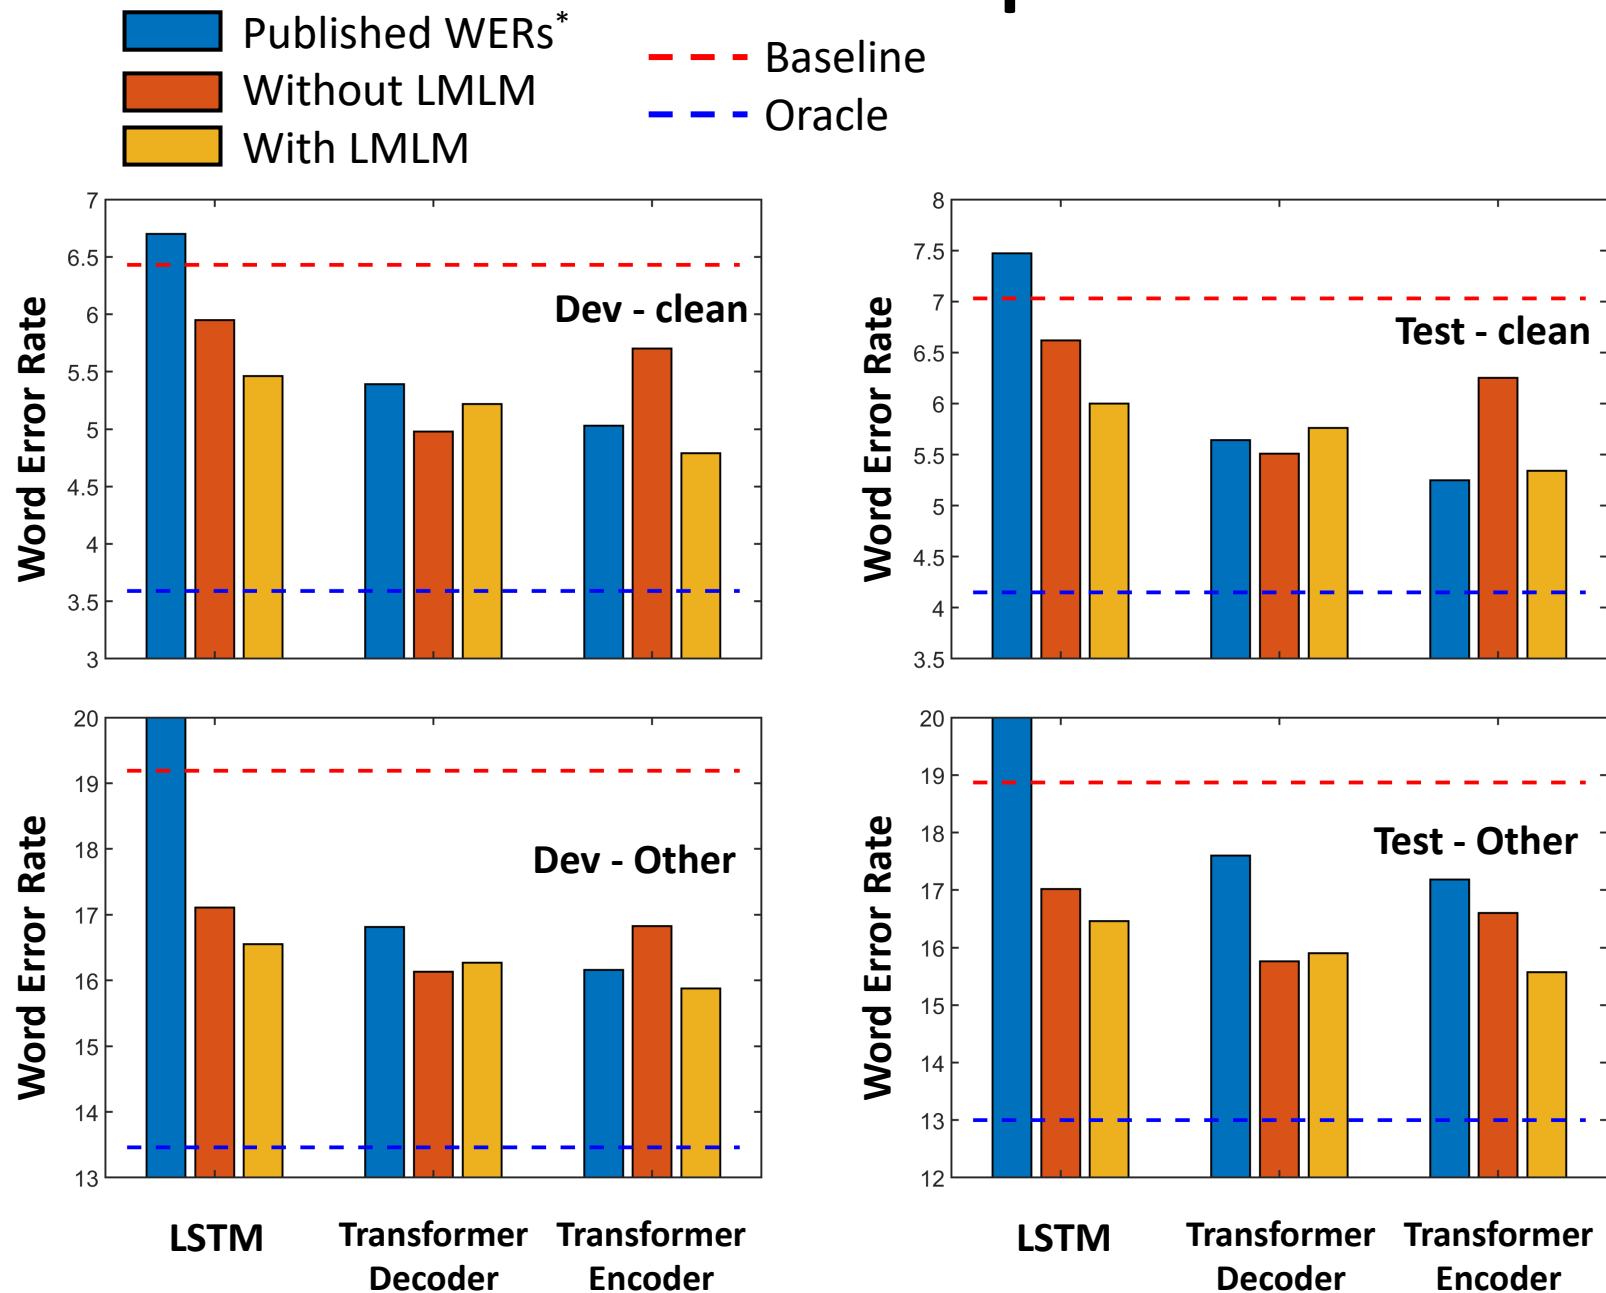 Published WERs*
Without LMLM
With LMLM
Baseline
Oracle
7
6.5
6
5.5
5
4.5
4
3.5
3
Word Error Rate
Dev - clean
8
7.5
7
6.5
6
5.5
5
4.5
4
3.5
Word Error Rate
Test - clean
20
19
18
17
16
15
14
13
Word Error Rate
Dev - Other
LSTM
Transformer
Decoder
Transformer
Encoder
20
19
18
17
16
15
14
13
12
Word Error Rate
Test - Other
LSTM
Transformer
Decoder
Transformer
Encoder